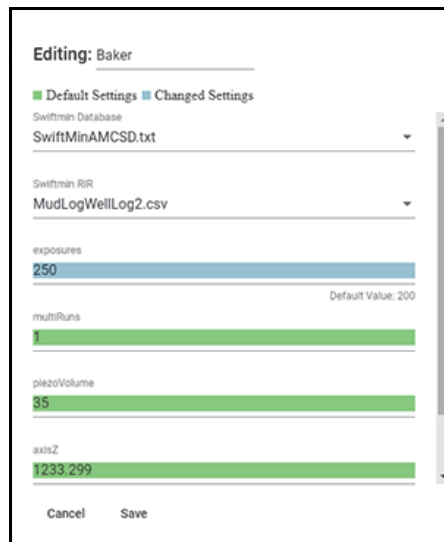 Editing: Baker
Default Settings Changed Settings
Swiftmin Database
SwiftMinAMCSD.txt
Swiftmin RIR
MudLogWellLog2.csv
exposures
250
Default Value: 200
multiRuns
1
piezoVolume
35
axisZ
1233.299
Cancel Save